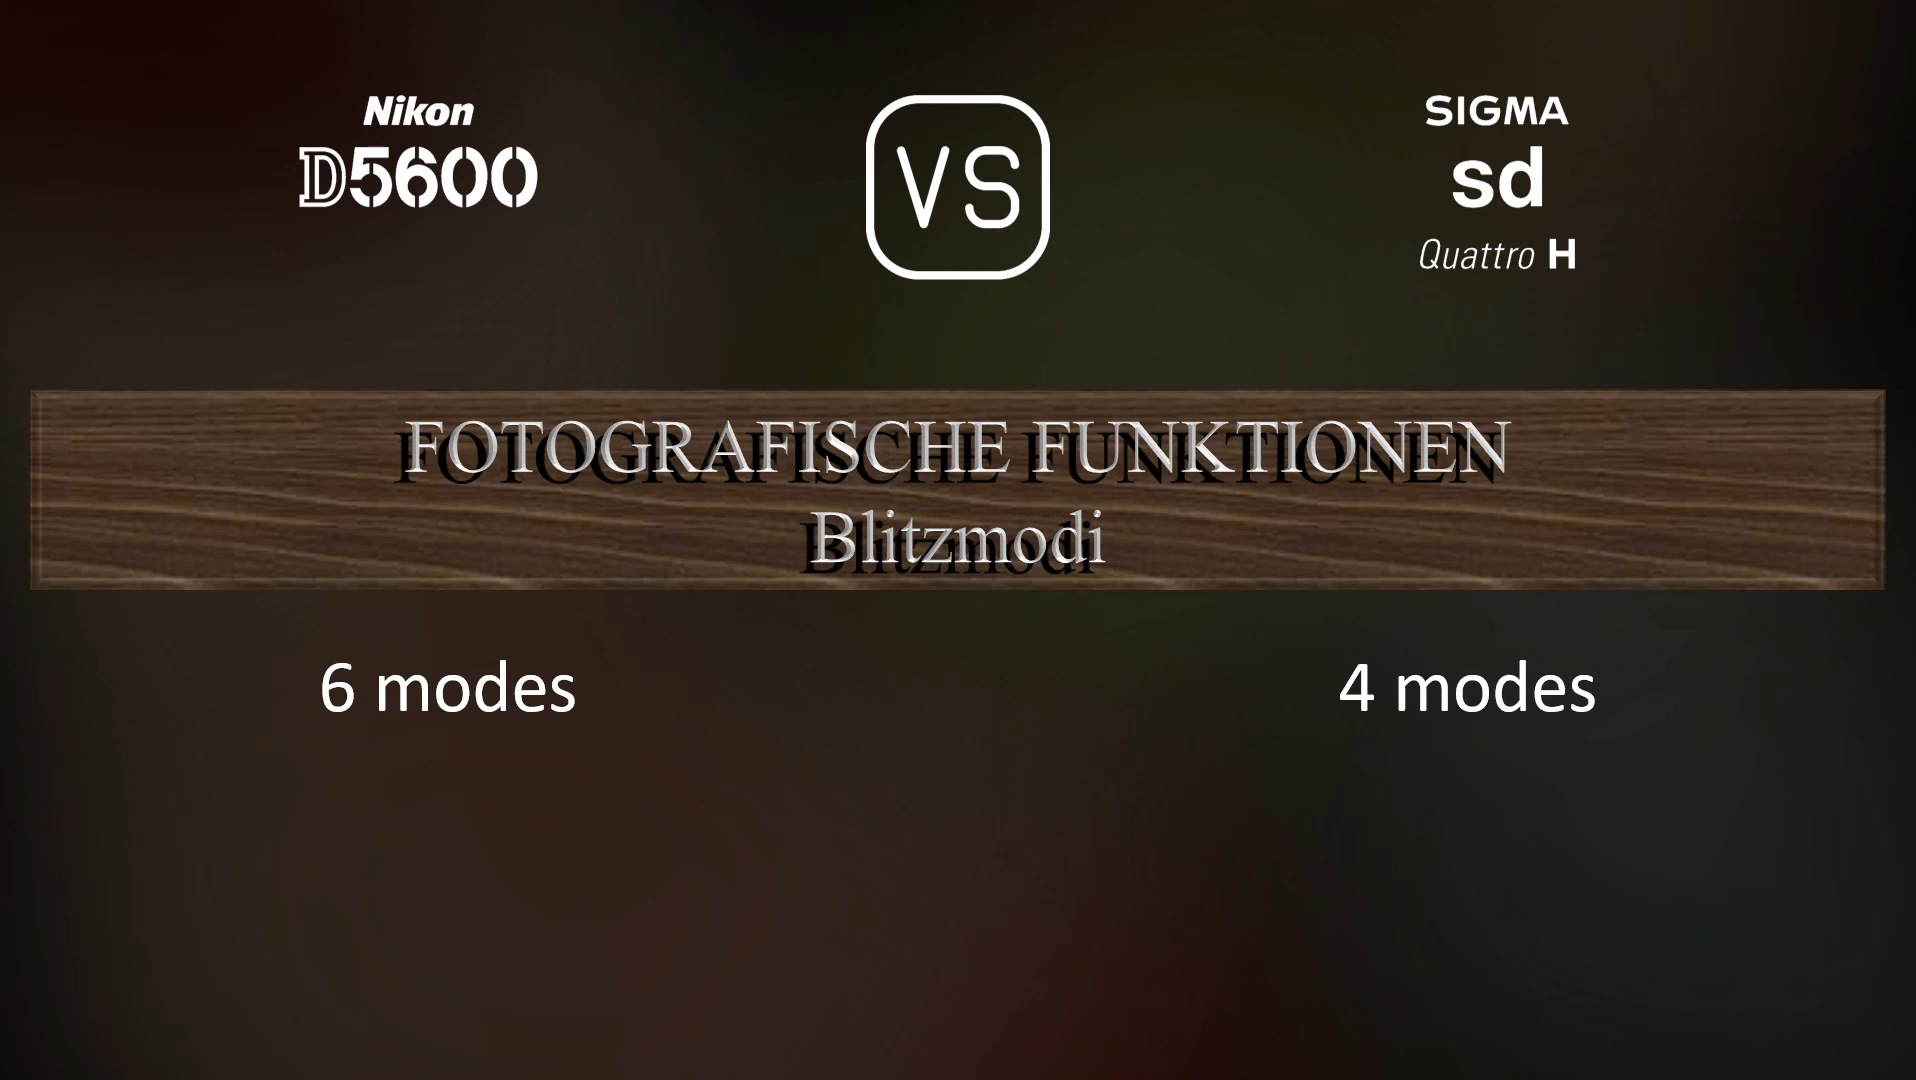 Nikon
D5600
VS
SIGMA
sd
Quattro H
FOTOGRAFISCHE FUNKTIONEN
Blitzmodi
6 modes
4 modes